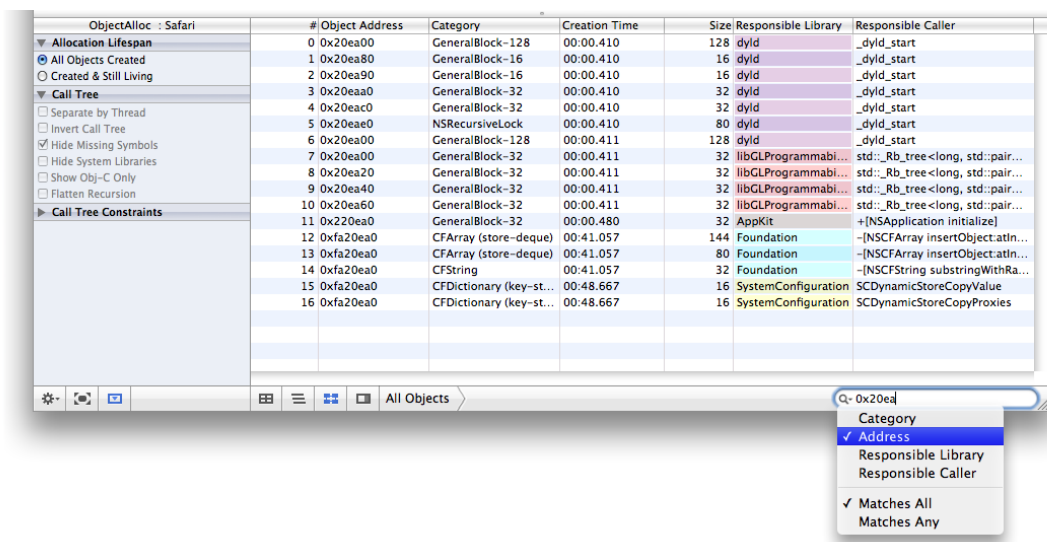 ObjectAlloc : Safari
# Object Address Category Creation Time Size Responsible Library Responsible Caller
▼ Allocation Lifespan
All Objects Created
Created & Still Living
▼ Call Tree
Separate by Thread
Invert Call Tree
Hide Missing Symbols
Hide System Libraries
Show Obj-C Only
Flatten Recursion
▶ Call Tree Constraints
0 0x20ea00 GeneralBlock-128 00:00.410 128 dyld _dyld_start
1 0x20ea80 GeneralBlock-16 00:00.410 16 dyld _dyld_start
2 0x20ea90 GeneralBlock-16 00:00.410 16 dyld _dyld_start
3 0x20eaa0 GeneralBlock-32 00:00.410 32 dyld _dyld_start
4 0x20eac0 GeneralBlock-32 00:00.410 32 dyld _dyld_start
5 0x20eae0 NSRecursiveLock 00:00.410 80 dyld _dyld_start
6 0x20ea00 GeneralBlock-128 00:00.411 128 dyld _dyld_start
7 0x20ea00 GeneralBlock-32 00:00.411 32 libGLProgrammabi... std::_Rb_tree<long, std::pair...
8 0x20ea20 GeneralBlock-32 00:00.411 32 libGLProgrammabi... std::_Rb_tree<long, std::pair...
9 0x20ea40 GeneralBlock-32 00:00.411 32 libGLProgrammabi... std::_Rb_tree<long, std::pair...
10 0x20ea60 GeneralBlock-32 00:00.411 32 libGLProgrammabi... std::_Rb_tree<long, std::pair...
11 0x220ea0 GeneralBlock-32 00:00.480 32 AppKit +[NSApplication initialize]
12 0xfa20ea0 CFArray (store-deque) 00:41.057 144 Foundation -[NSCFArray insertObject:atIn...
13 0xfa20ea0 CFArray (store-deque) 00:41.057 80 Foundation -[NSCFArray insertObject:atIn...
14 0xfa20ea0 CFString 00:41.057 32 Foundation -[NSCFString substringWithRa...
15 0xfa20ea0 CFDictionary (key-st... 00:48.667 16 SystemConfiguration SCDynamicStoreCopyValue
16 0xfa20ea0 CFDictionary (key-st... 00:48.667 16 SystemConfiguration SCDynamicStoreCopyProxies
All Objects
0x20ea
Category
✓ Address
Responsible Library
Responsible Caller
✓ Matches All
Matches Any